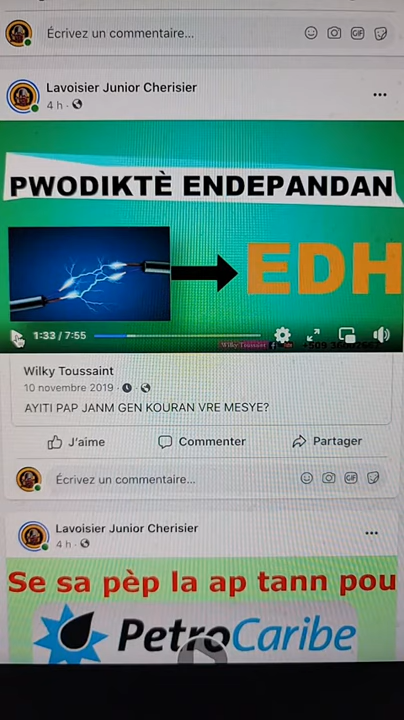 Écrivez un commentaire...
GIF
Lavoisier Junior Cherisier
4 h ·
PWODIKTÈ ENDEPANDAN
EDH
1:33 / 7:55
Wilky Toussaint
Wilky Toussaint
10 novembre 2019 ·
AYITI PAP JANM GEN KOURAN VRE MESYE?
J'aime
Commenter
Partager
Écrivez un commentaire...
GIF
Lavoisier Junior Cherisier
4 h ·
Se sa pèp la ap tann pou
PetroCaribe